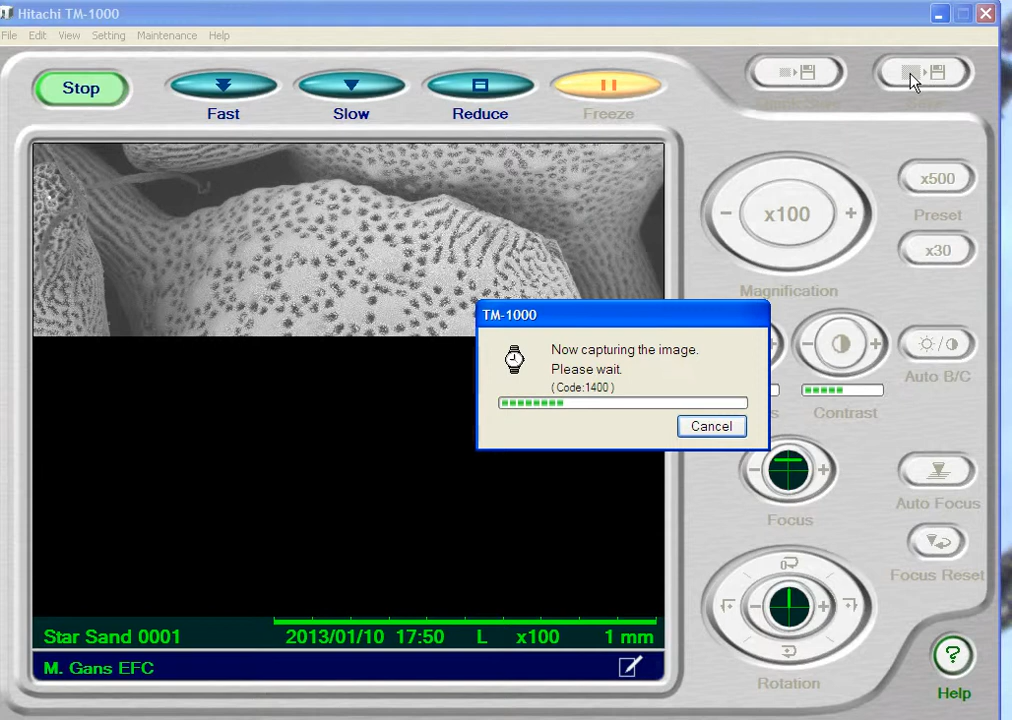 Hitachi TM-1000
File Edit View Setting Maintenance Help
Stop
Fast Slow Reduce Freeze
x100
Magnification
x500
Preset
x30
TM-1000
Now capturing the image.
Please wait.
(Code:1400)
Cancel
Auto B/C
Contrast
Focus
Auto Focus
Focus Reset
Rotation
Star Sand 0001 2013/01/10 17:50 L x100 1 mm
M. Gans EFC
?
Help